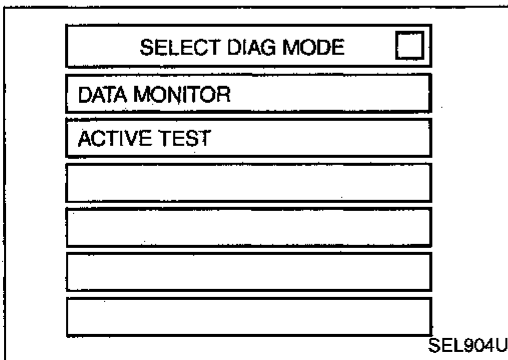 SELECT DIAG MODE
DATA MONITOR
ACTIVE TEST
SEL904U